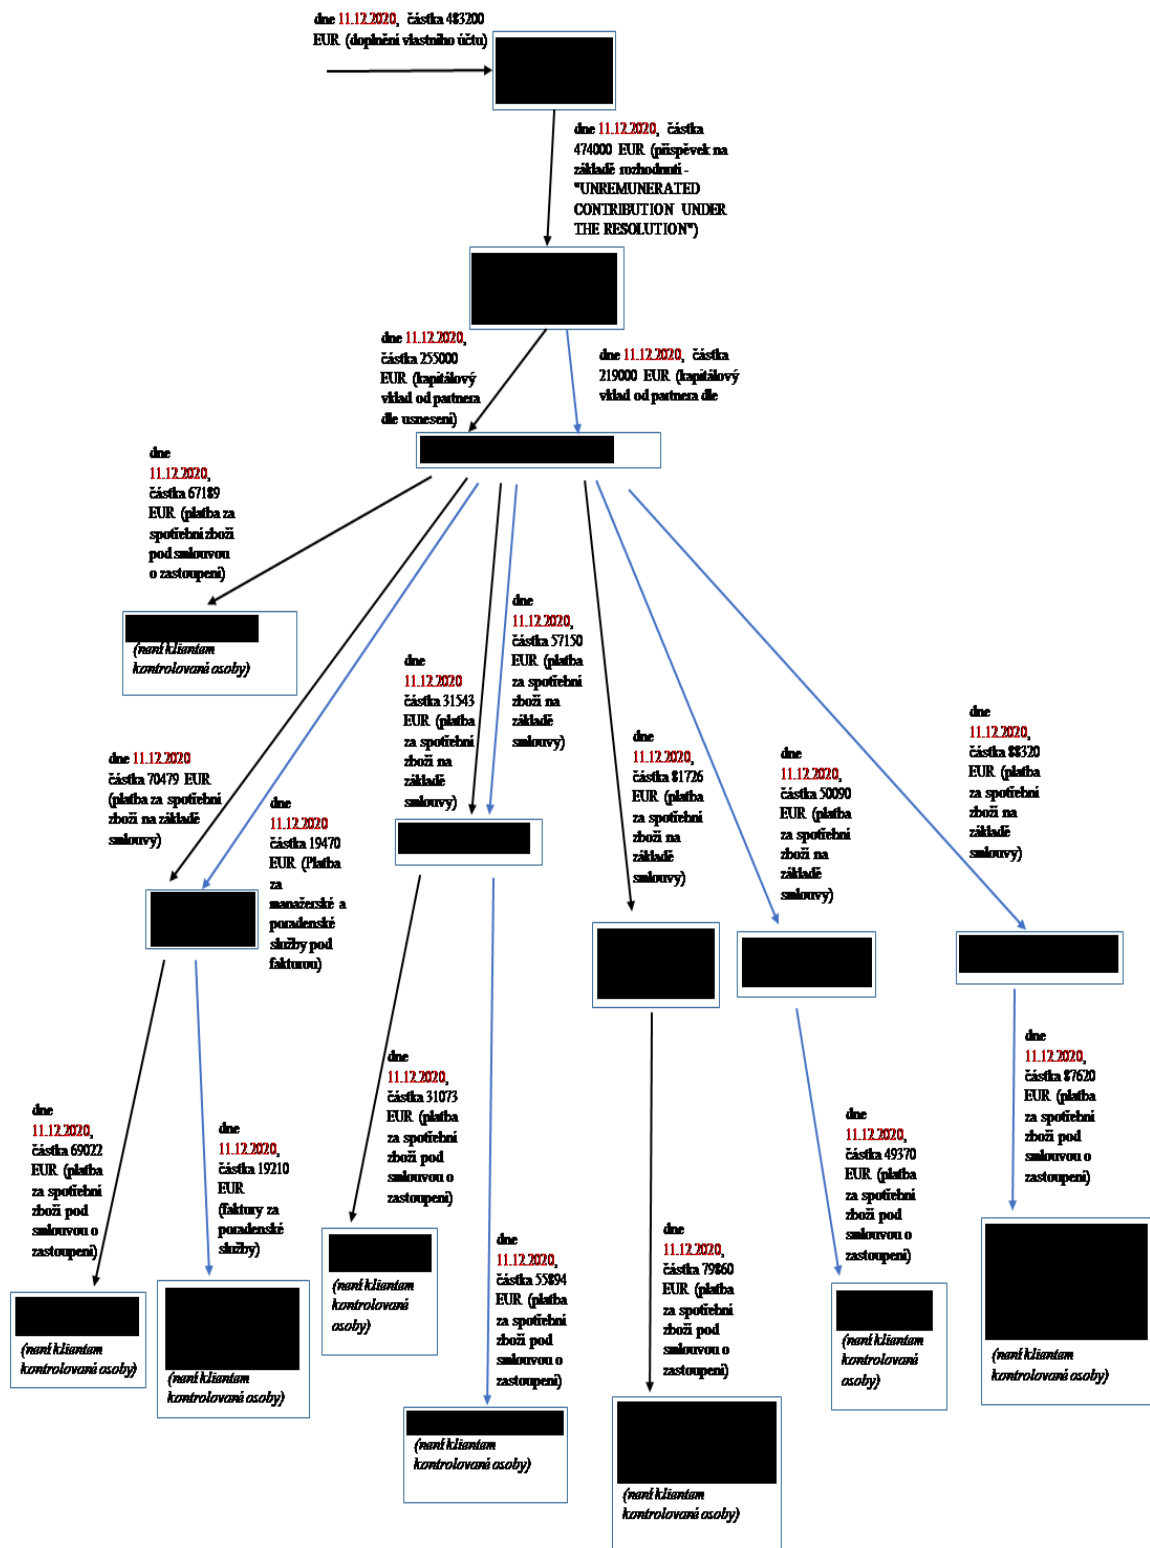 dne 11.12.2020, částka 483200
EUR (doplnění vlastního účtu)
dne 11.12.2020, částka
474000 EUR (příspěvek na
základě rozhodnutí -
"UNREMUNERATED
CONTRIBUTION UNDER
THE RESOLUTION")
dne 11.12.2020,
částka 255000
EUR (kapitálový
vklad od partnera
dle usnesení)
dne 11.12.2020, částka
219000 EUR (kapitálový
vklad od partnera dle
dne
11.12.2020,
částka 67189
EUR (platba za
spotřební zboží
pod smlouvou
o zastoupení)
(není klientem
kontrolované osoby)
dne
11.12.2020,
částka 57150
EUR (platba
za spotřební
zboží na
základě
smlouvy)
dne
11.12.2020
částka 31543
EUR (platba
za spotřební
zboží na
základě
smlouvy)
dne 11.12.2020
částka 70479 EUR
(platba za spotřební
zboží na základě
smlouvy)
dne
11.12.2020
částka 19470
EUR (Platba
za
manažerské a
poradenské
služby pod
fakturou)
dne
11.12.2020,
částka 81726
EUR (platba
za spotřební
zboží na
základě
smlouvy)
dne
11.12.2020,
částka 50090
EUR (platba
za spotřební
zboží na
základě
smlouvy)
dne
11.12.2020,
částka 88320
EUR (platba
za spotřební
zboží na
základě
smlouvy)
dne
11.12.2020,
částka 69022
EUR (platba
za spotřební
zboží pod
smlouvou o
zastoupení)
dne
11.12.2020,
částka 19210
EUR
(faktury za
poradenské
služby)
dne
11.12.2020,
částka 31073
EUR (platba
za spotřební
zboží pod
smlouvou o
zastoupení)
dne
11.12.2020,
částka 55894
EUR (platba
za spotřební
zboží pod
smlouvou o
zastoupení)
dne
11.12.2020,
částka 79860
EUR (platba
za spotřební
zboží pod
smlouvou o
zastoupení)
dne
11.12.2020,
částka 49370
EUR (platba
za spotřební
zboží pod
smlouvou o
zastoupení)
dne
11.12.2020,
částka 87620
EUR (platba
za spotřební
zboží pod
smlouvou o
zastoupení)
(není klientem
kontrolované osoby)
(není klientem
kontrolované osoby)
(není klientem
kontrolované
osoby)
(není klientem
kontrolované osoby)
(není klientem
kontrolované osoby)
(není klientem
kontrolované
osoby)
(není klientem
kontrolované osoby)